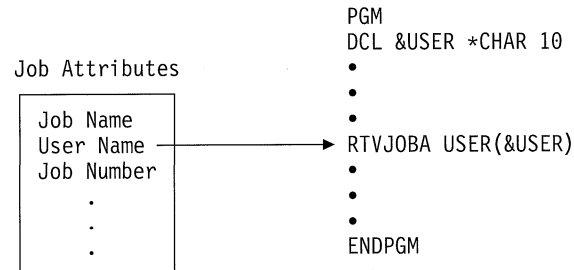 Job Attributes
Job Name
User Name
Job Number
.
.
.
PGM
DCL &USER *CHAR 10
•
•
•
RTVJOBA USER(&USER)
•
•
•
ENDPGM